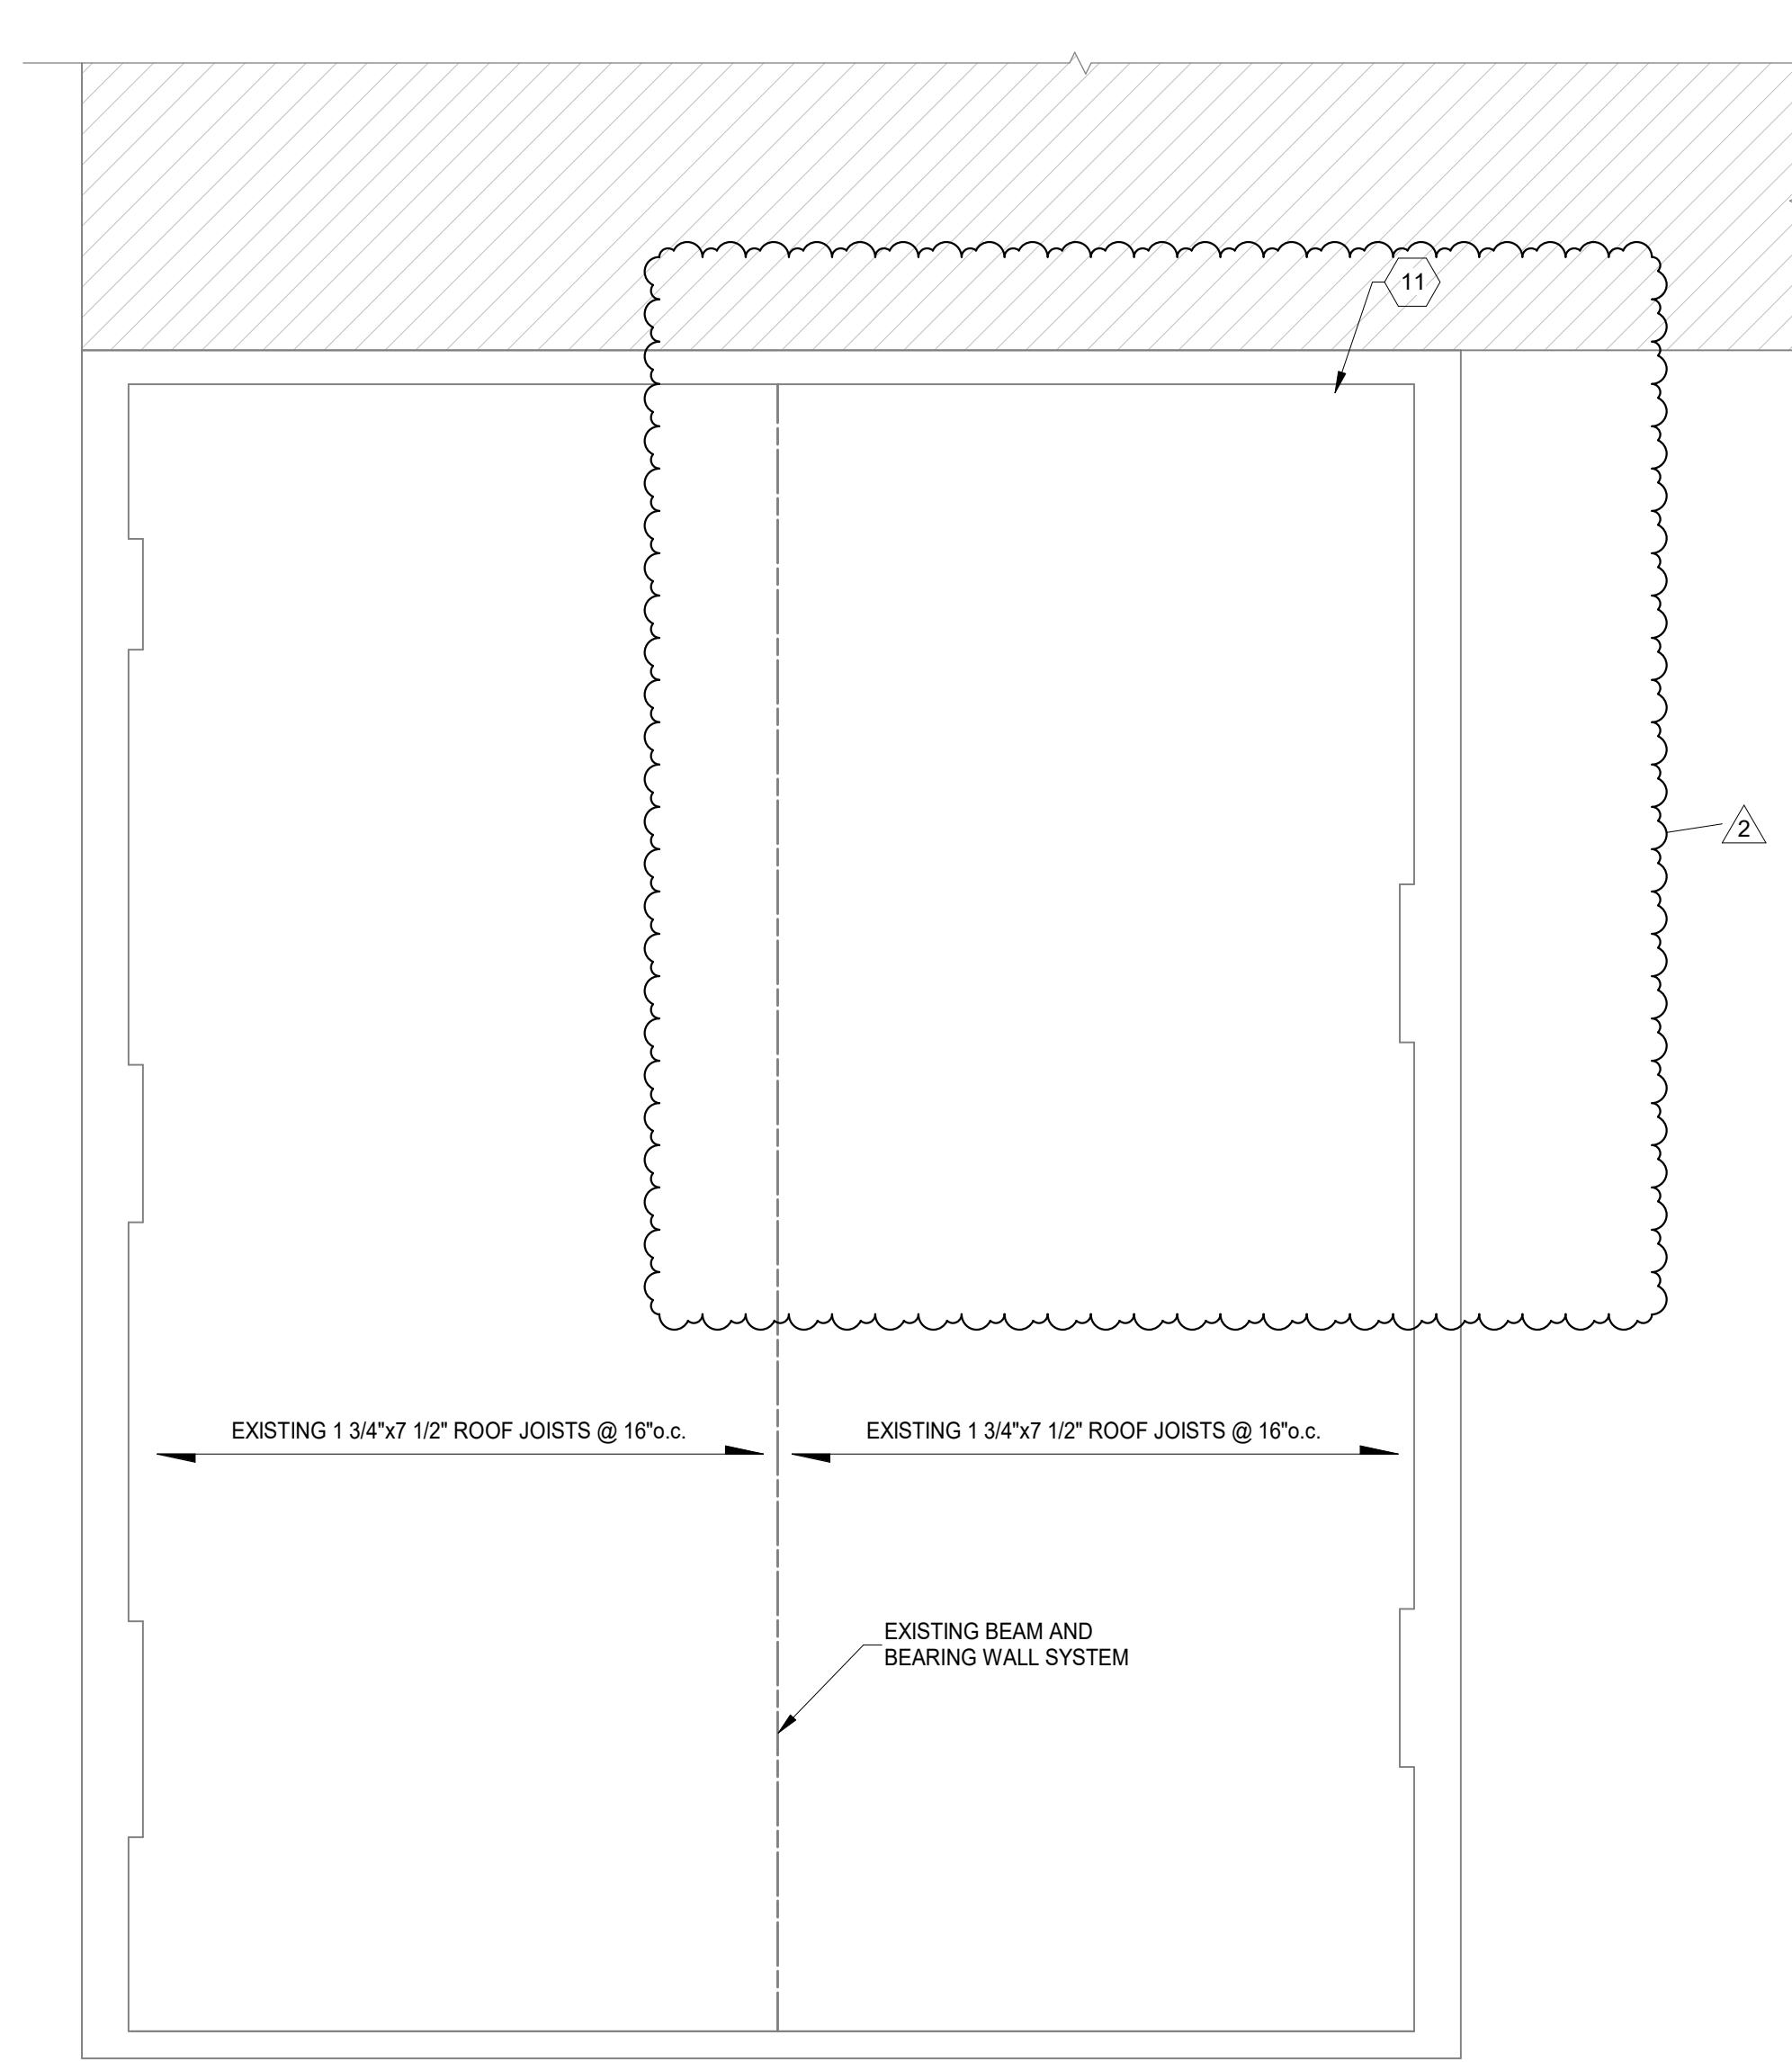 11
2
EXISTING 1 3/4"x7 1/2" ROOF JOISTS @ 16"o.c.
EXISTING 1 3/4"x7 1/2" ROOF JOISTS @ 16"o.c.
EXISTING BEAM AND
BEARING WALL SYSTEM